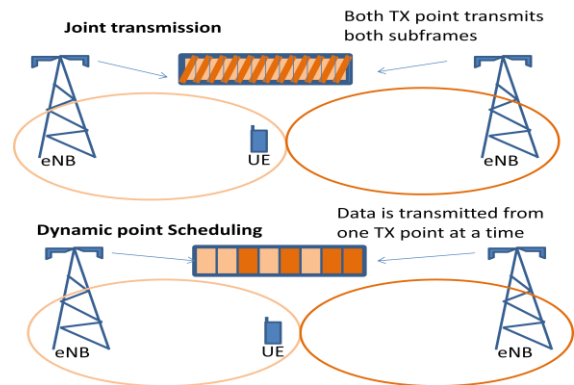 Joint transmission
Both TX point transmits
both subframes
eNB
UE
eNB
Dynamic point Scheduling
Data is transmitted from
one TX point at a time
eNB
UE
eNB